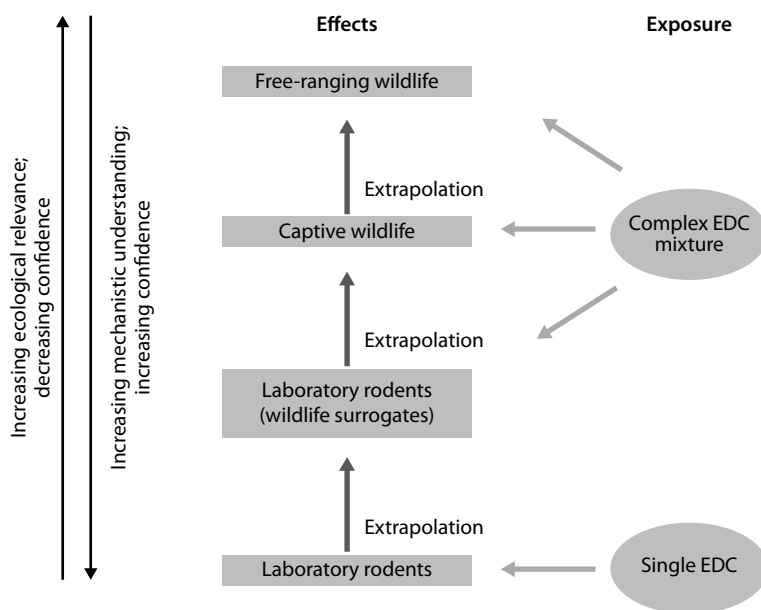 Effects
Exposure
Increasing ecological relevance;
decreasing confidence
Increasing mechanistic understanding;
increasing confidence
Free-ranging wildlife
Extrapolation
Captive wildlife
Complex EDC
mixture
Extrapolation
Laboratory rodents
(wildlife surrogates)
Extrapolation
Laboratory rodents
Single EDC